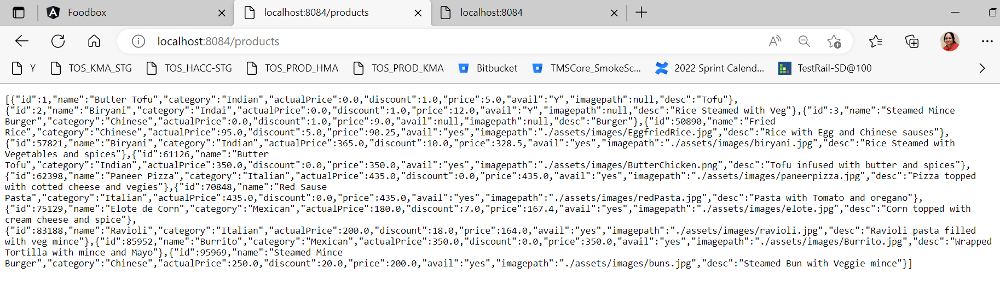 Foodbox
localhost:8084/products
localhost:8084
localhost:8084/products
Y
TOS_KMA_STG
TOS_HACC-STG
TOS_PROD_HMA
TOS_PROD_KMA
Bitbucket
TMSCore_SmokeSc...
2022 Sprint Calend...
TestRail-SD@100
[{"id":1,"name":"Butter Tofu","category":"Indian","actualPrice":0.0,"discount":1.0,"price":5.0,"avail":"Y","imagepath":null,"desc":"Tofu"},
{"id":2,"name":"Biryani","category":"Indai","actualPrice":0.0,"discount":1.0,"price":12.0,"avail":"Y","imagepath":null,"desc":"Rice Steamed with Veg"},{"id":3,"name":"Steamed Mince
Burger","category":"Chinese","actualPrice":0.0,"discount":1.0,"price":9.0,"avail":null,"imagepath":null,"desc":"Burger"},{"id":50890,"name":"Fried
Rice","category":"Chinese","actualPrice":95.0,"discount":5.0,"price":90.25,"avail":"yes","imagepath":"./assets/images/EggfriedRice.jpg","desc":"Rice with Egg and Chinese sauses"},
{"id":57821,"name":"Biryani","category":"Indian","actualPrice":365.0,"discount":10.0,"price":328.5,"avail":"yes","imagepath":"./assets/images/biryani.jpg","desc":"Rice Steamed with
Vegetables and spices"},{"id":61126,"name":"Butter
Tofu","category":"Indian","actualPrice":350.0,"discount":0.0,"price":350.0,"avail":"yes","imagepath":"./assets/images/ButterChicken.png","desc":"Tofu infused with butter and spices"},
{"id":62398,"name":"Paneer Pizza","category":"Italian","actualPrice":435.0,"discount":0.0,"price":435.0,"avail":"yes","imagepath":"./assets/images/paneerpizza.jpg","desc":"Pizza topped
with cotted cheese and vegies"},{"id":70848,"name":"Red Sause
Pasta","category":"Italian","actualPrice":435.0,"discount":0.0,"price":435.0,"avail":"yes","imagepath":"./assets/images/redPasta.jpg","desc":"Pasta with Tomato and oregano"},
{"id":75129,"name":"Elote de Corn","category":"Mexican","actualPrice":180.0,"discount":7.0,"price":167.4,"avail":"yes","imagepath":"./assets/images/elote.jpg","desc":"Corn topped with
cream cheese and spice"},
{"id":83188,"name":"Ravioli","category":"Italian","actualPrice":200.0,"discount":18.0,"price":164.0,"avail":"yes","imagepath":"./assets/images/ravioli.jpg","desc":"Ravioli pasta filled
with veg mince"},{"id":85952,"name":"Burrito","category":"Mexican","actualPrice":350.0,"discount":0.0,"price":350.0,"avail":"yes","imagepath":"./assets/images/Burrito.jpg","desc":"Wrapped
Tortilla with mince and Mayo"},{"id":95969,"name":"Steamed Mince
Burger","category":"Chinese","actualPrice":250.0,"discount":20.0,"price":200.0,"avail":"yes","imagepath":"./assets/images/buns.jpg","desc":"Steamed Bun with Veggie mince"}]